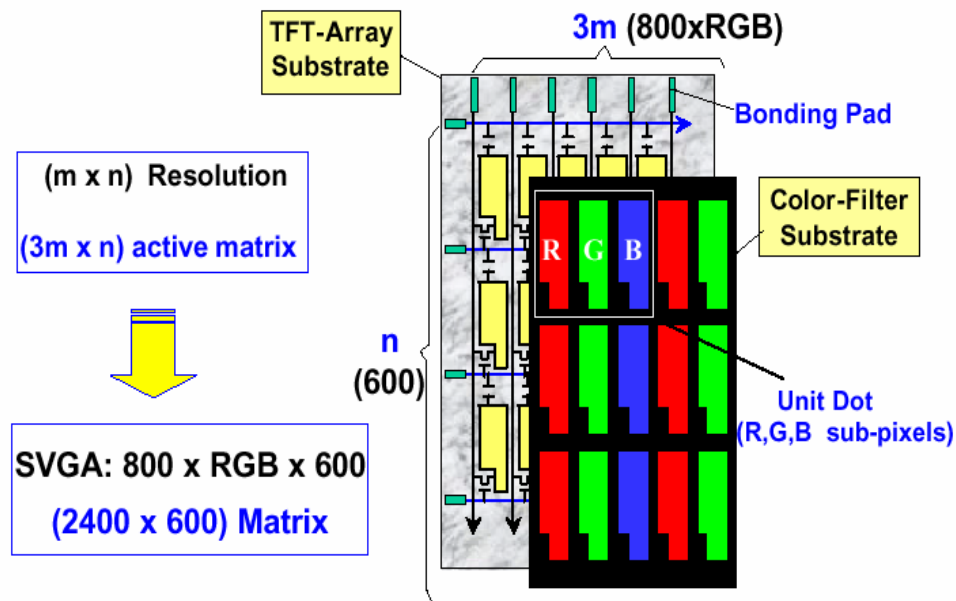 TFT-Array
Substrate
3m (800xRGB)
Bonding Pad
(m x n) Resolution
(3m x n) active matrix
Color-Filter
Substrate
R G B
n
(600)
Unit Dot
(R,G,B sub-pixels)
SVGA: 800 x RGB x 600
(2400 x 600) Matrix